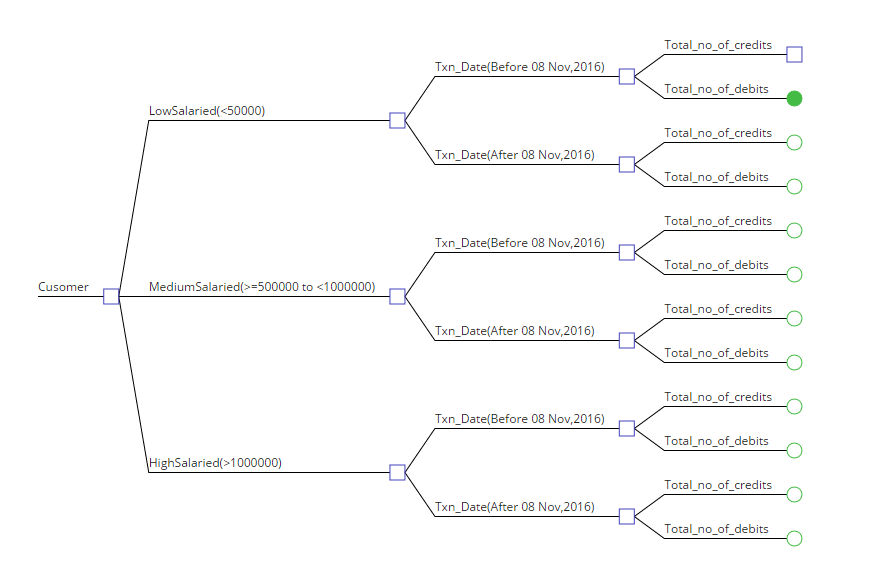 Total_no_of_credits
Txn_Date(Before 08 Nov,2016)
Total_no_of_debits
LowSalaried(<50000)
Total_no_of_credits
Txn_Date(After 08 Nov,2016)
Total_no_of_debits
Total_no_of_credits
Txn_Date(Before 08 Nov,2016)
Total_no_of_debits
Cusomer
MediumSalaried(>=500000 to <1000000)
Total_no_of_credits
Txn_Date(After 08 Nov,2016)
Total_no_of_debits
Total_no_of_credits
Txn_Date(Before 08 Nov,2016)
Total_no_of_debits
HighSalaried(>1000000)
Total_no_of_credits
Txn_Date(After 08 Nov,2016)
Total_no_of_debits